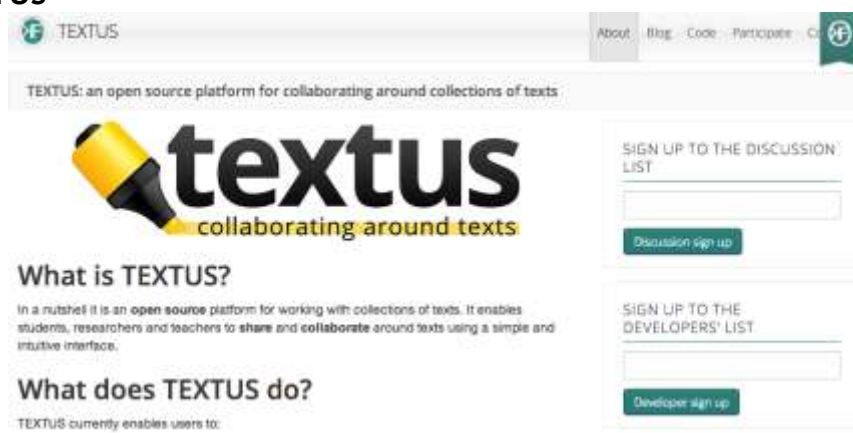 TEXTUS
About Blog Code Participate
TEXTUS: an open source platform for collaborating around collections of texts
textus
collaborating around texts
What is TEXTUS?
In a nutshell it is an open source platform for working with collections of texts. It enables
students, researchers and teachers to share and collaborate around texts using a simple and
intuitive interface.
What does TEXTUS do?
TEXTUS currently enables users to:
SIGN UP TO THE DISCUSSION
LIST
Discussion sign up
SIGN UP TO THE
DEVELOPERS' LIST
Developer sign up